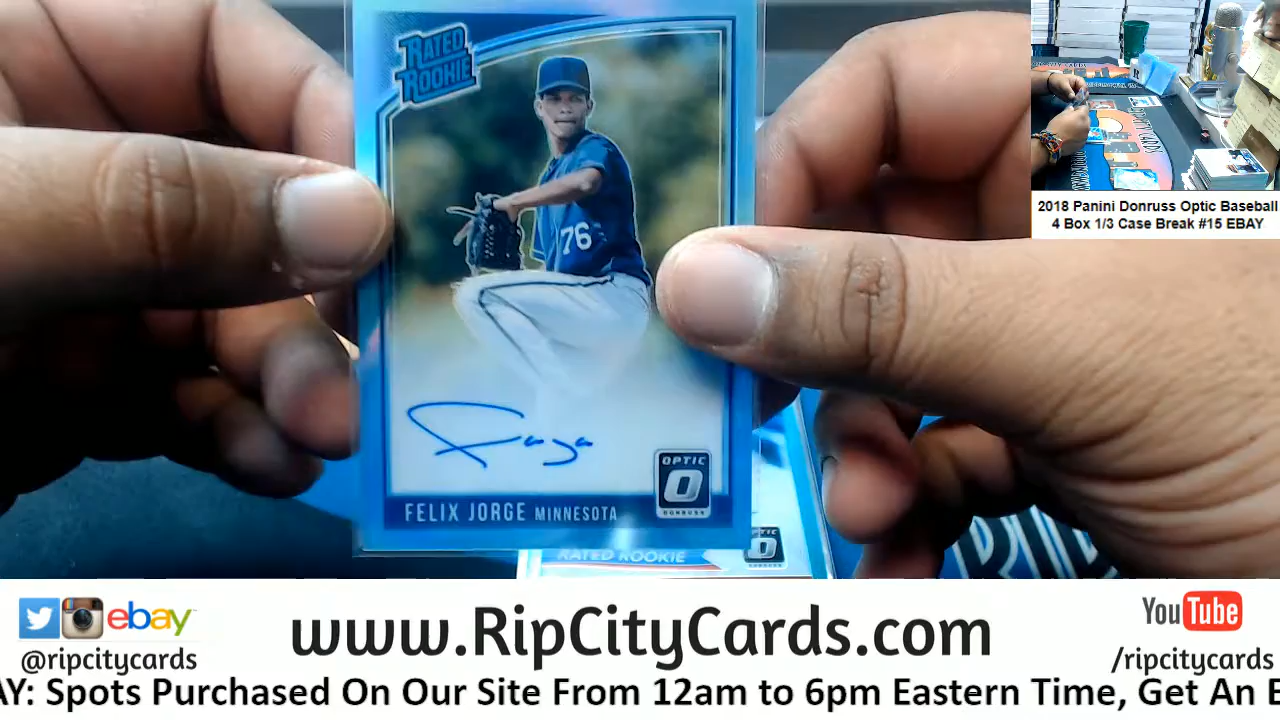 RATED
ROOKIE
76
OPTIC
DONRUSS
FELIX JORGE MINNESOTA
RATED ROOKIE
2018 Panini Donruss Optic Baseball
4 Box 1/3 Case Break #15 EBAY
ebay
@ripcitycards
www.RipCityCards.com
YouTube
/ripcitycards
AY: Spots Purchased On Our Site From 12am to 6pm Eastern Time, Get An E